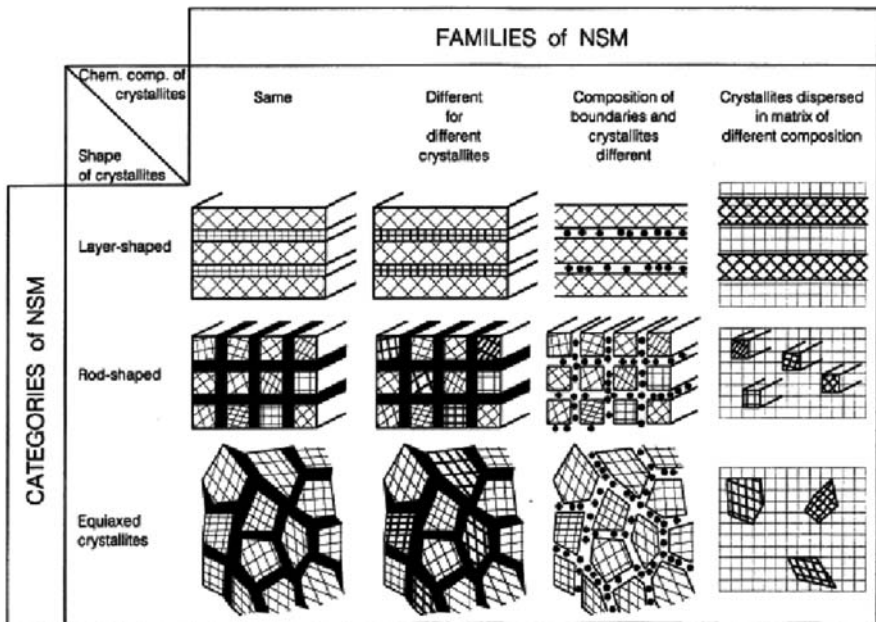 FAMILIES of NSM
Chem. comp. of
crystallites
Shape
of crystallites
Same
Different
for
different
crystallites
Composition of
boundaries and
crystallites
different
Crystallites dispersed
in matrix of
different composition
CATEGORIES of NSM
Layer-shaped
Rod-shaped
Equiaxed
crystallites